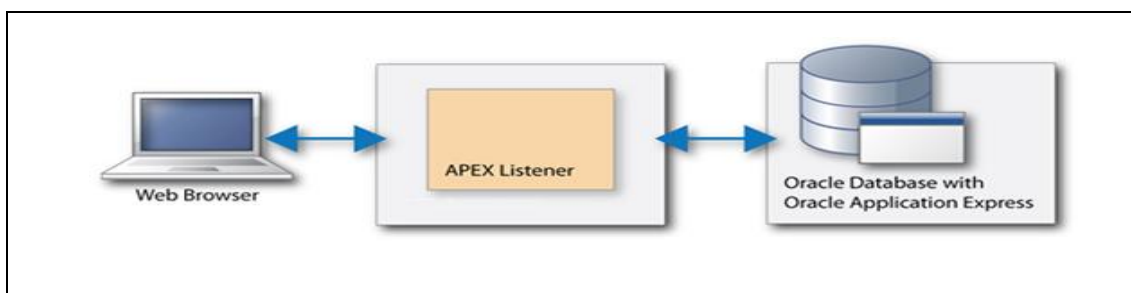 Web Browser
APEX Listener
Oracle Database with
Oracle Application Express